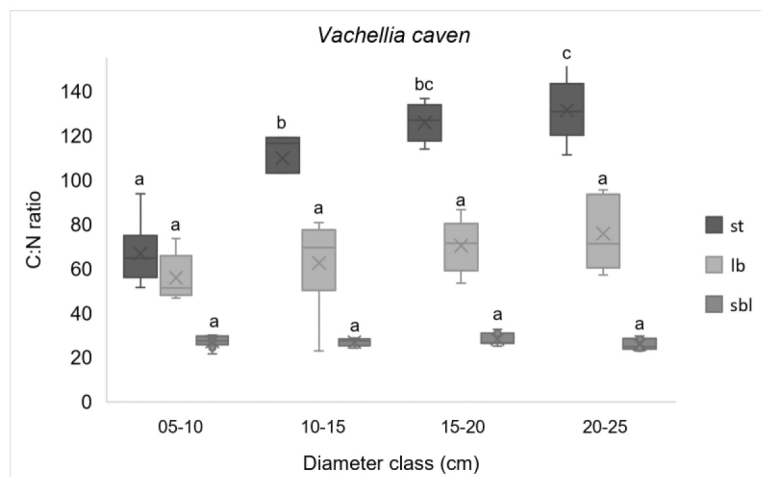 Vachellia caven
C:N ratio
140
120
100
80
60
40
20
0
a
a
a
b
a
a
bc
a
a
c
a
a
st
lb
sbl
05-10
10-15
15-20
20-25
Diameter class (cm)